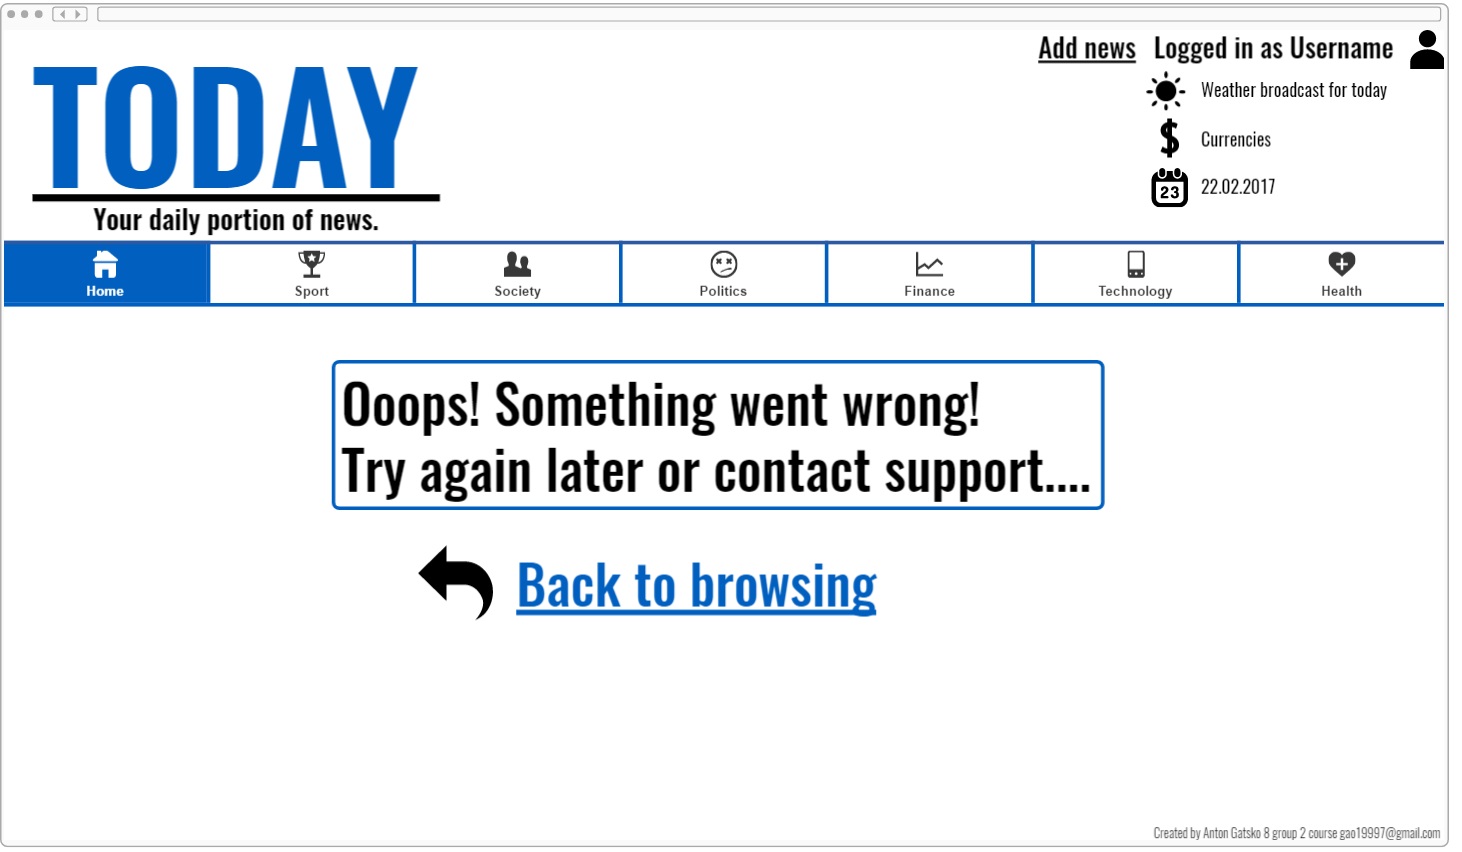 Add news Logged in as Username
TODAY
Your daily portion of news.
Weather broadcast for today
Currencies
23 22.02.2017
Home Sport Society Politics Finance Technology Health
Ooops! Something went wrong!
Try again later or contact support....
Back to browsing
Created by Anton Gatsko 8 group 2 course gao19997@gmail.com